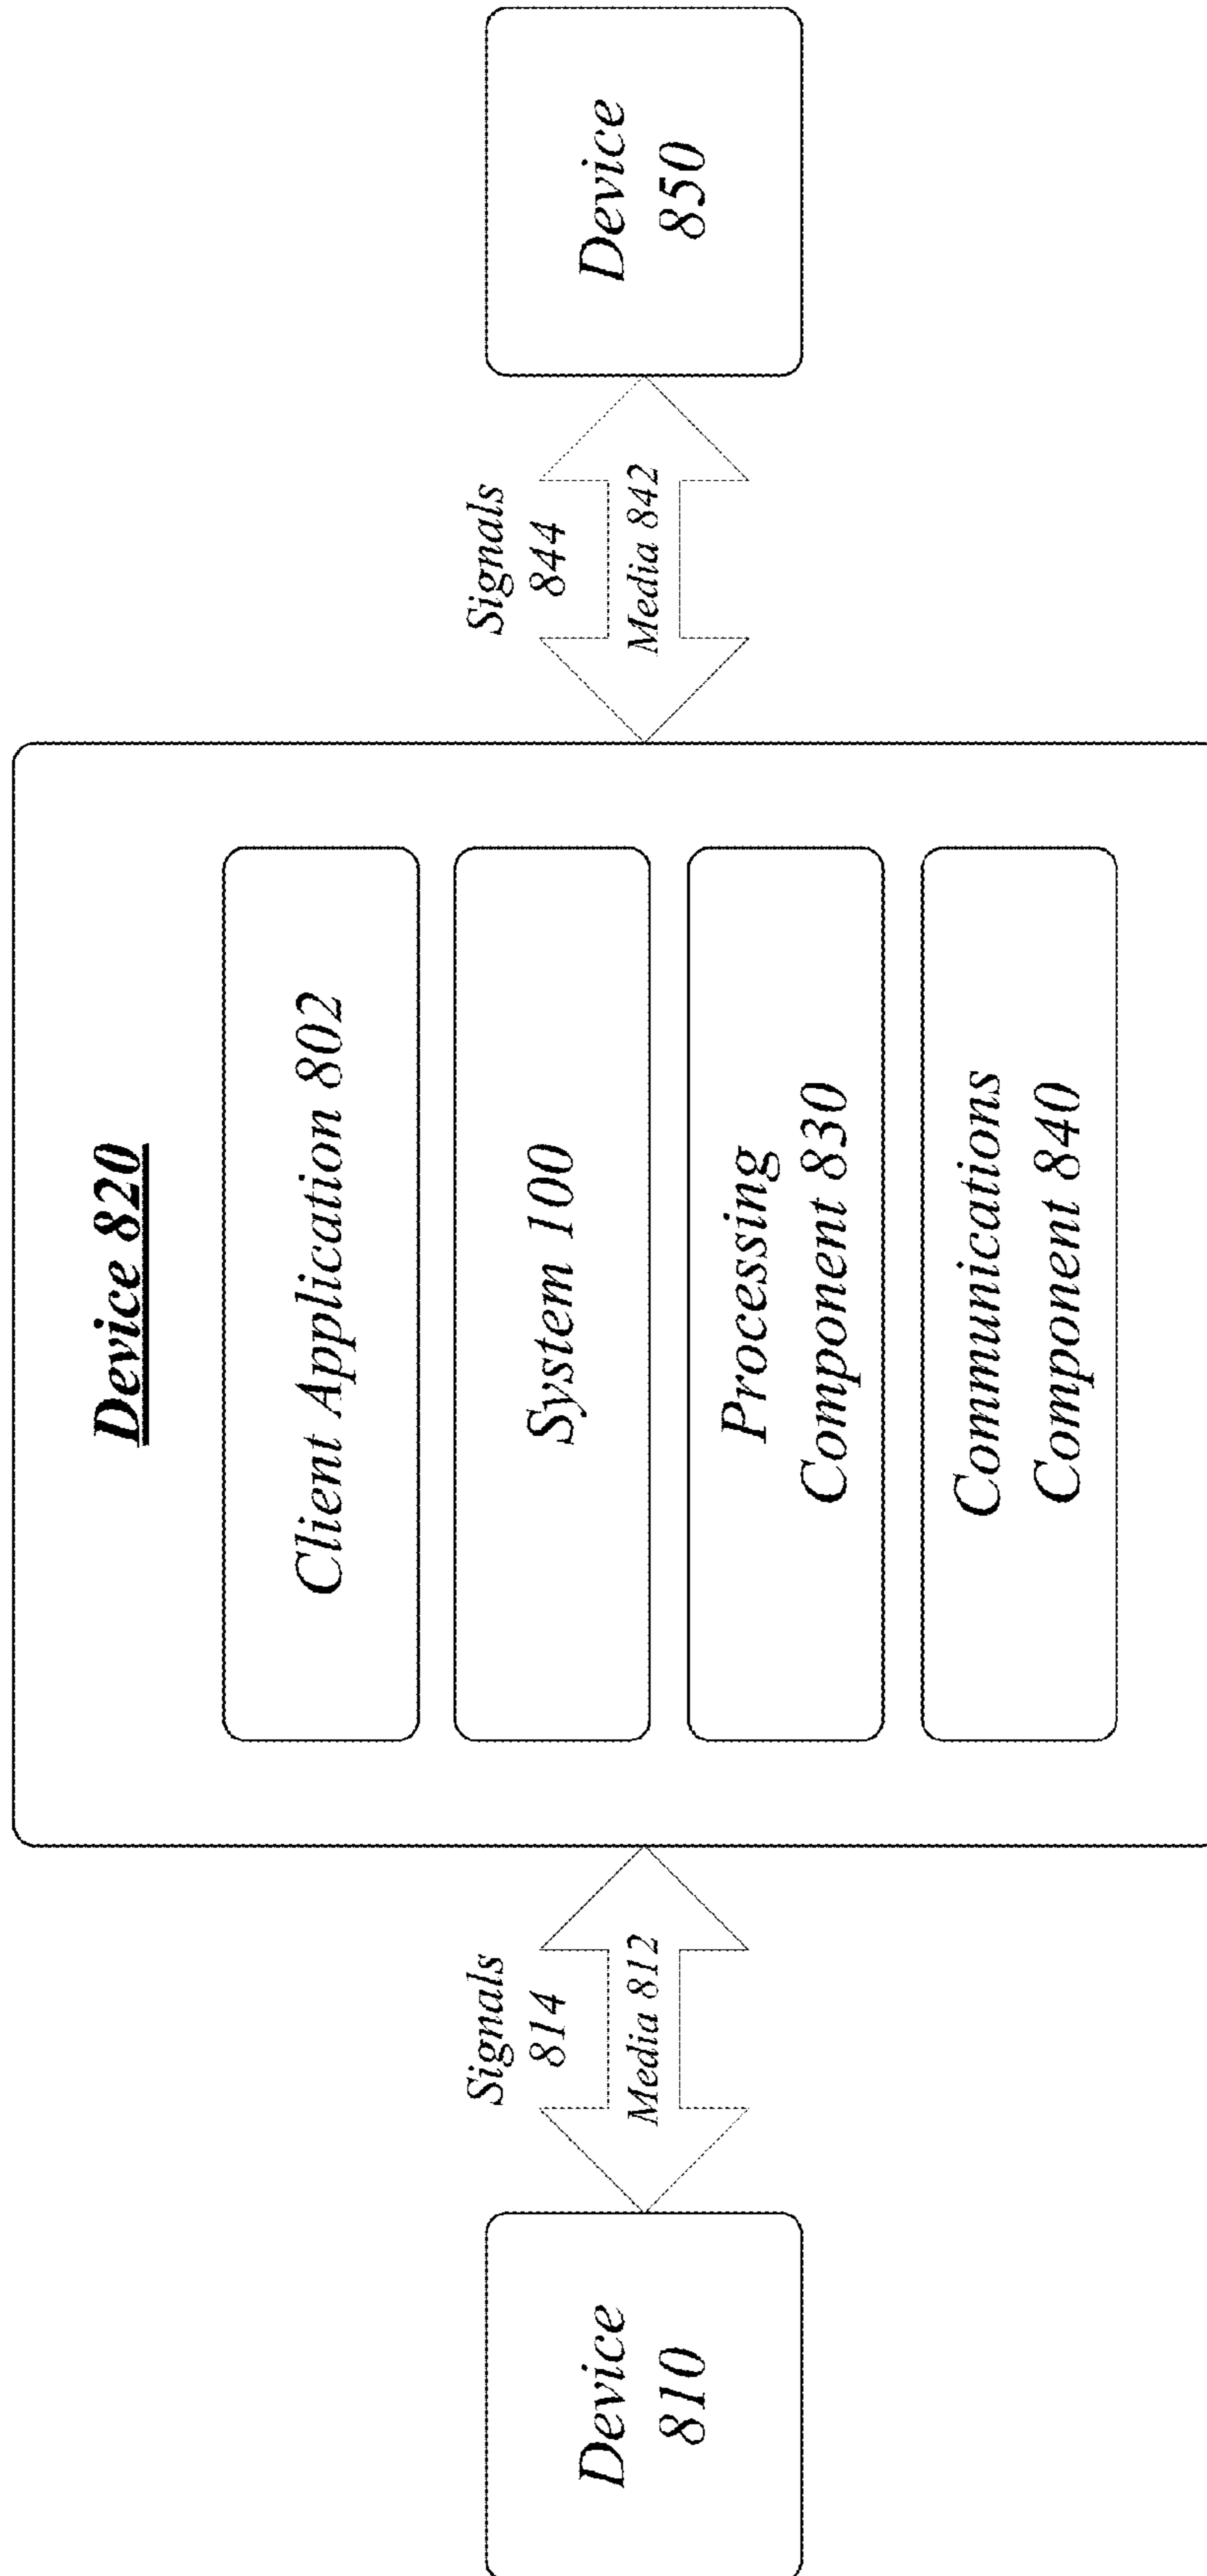 Device 820
Client Application 802
System 100
Processing
Component 830
Communications
Component 840
Device
810
Signals
814
Media 812
Signals
844
Media 842
Device
850